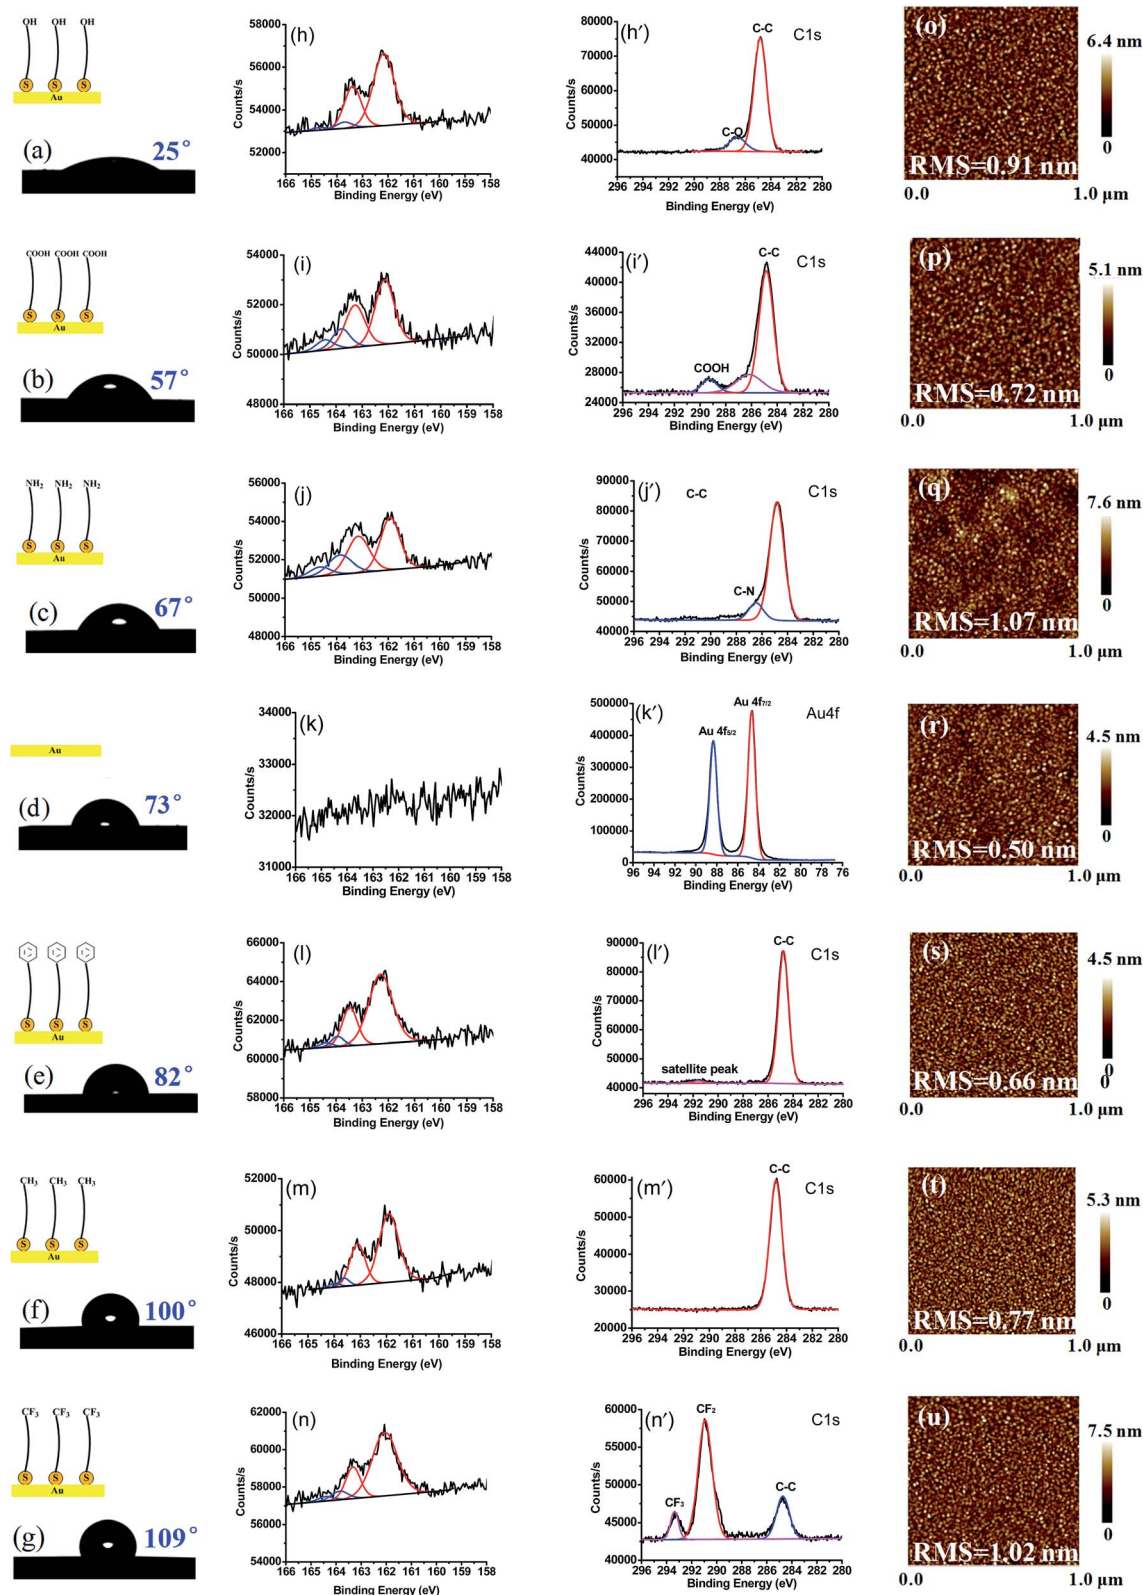 OH OH OH
S S S
Au
(a) 25°
(h)
58000
56000
54000
52000
Counts/s
166 165 164 163 162 161 160 159 158
Binding Energy (eV)
(h′) C-C C1s
C-O
80000
70000
60000
50000
40000
Counts/s
296 294 292 290 288 286 284 282 280
Binding Energy (eV)
(o)
RMS=0.91 nm
0.0 1.0 μm
6.4 nm
0
COOH COOH COOH
S S S
Au
(b) 57°
(i)
54000
52000
50000
48000
Counts/s
166 165 164 163 162 161 160 159 158
Binding Energy (eV)
(i′) C-C C1s
COOH
44000
40000
36000
32000
28000
24000
Counts/s
296 294 292 290 288 286 284 282 280
Binding Energy (eV)
(p)
RMS=0.72 nm
0.0 1.0 μm
5.1 nm
0
NH2 NH2 NH2
S S S
Au
(c) 67°
(j)
56000
54000
52000
50000
48000
Counts/s
166 165 164 163 162 161 160 159 158
Binding Energy (eV)
(j′) C-C C1s
C-N
90000
80000
70000
60000
50000
40000
Counts/s
296 294 292 290 288 286 284 282 280
Binding Energy (eV)
(q)
RMS=1.07 nm
0.0 1.0 μm
7.6 nm
0
Au
(d) 73°
(k)
34000
33000
32000
31000
Counts/s
166 165 164 163 162 161 160 159 158
Binding Energy (eV)
(k′) Au 4f7/2 Au4f
Au 4f5/2
500000
400000
300000
200000
100000
0
Counts/s
96 94 92 90 88 86 84 82 80 78 76
Binding Energy (eV)
(r)
RMS=0.50 nm
0.0 1.0 μm
4.5 nm
0
S S S
Au
(e) 82°
(l)
66000
64000
62000
60000
58000
Counts/s
166 165 164 163 162 161 160 159 158
Binding Energy (eV)
(l′) C-C C1s
satellite peak
90000
80000
70000
60000
50000
40000
Counts/s
296 294 292 290 288 286 284 282 280
Binding Energy (eV)
(s)
RMS=0.66 nm
0.0 1.0 μm
4.5 nm
0
0
CH3 CH3 CH3
S S S
Au
(f) 100°
(m)
52000
50000
48000
46000
Counts/s
166 165 164 163 162 161 160 159 158
Binding Energy (eV)
(m′) C-C C1s
60000
50000
40000
30000
20000
Counts/s
296 294 292 290 288 286 284 282 280
Binding Energy (eV)
(t)
RMS=0.77 nm
0.0 1.0 μm
5.3 nm
0
CF3 CF3 CF3
S S S
Au
(g) 109°
(n)
62000
60000
58000
56000
54000
Counts/s
166 165 164 163 162 161 160 159 158
Binding Energy (eV)
(n′) CF2 C1s
CF3 C-C
60000
50000
40000
Counts/s
296 294 292 290 288 286 284 282 280
Binding Energy (eV)
(u)
RMS=1.02 nm
0.0 1.0 μm
7.5 nm
0